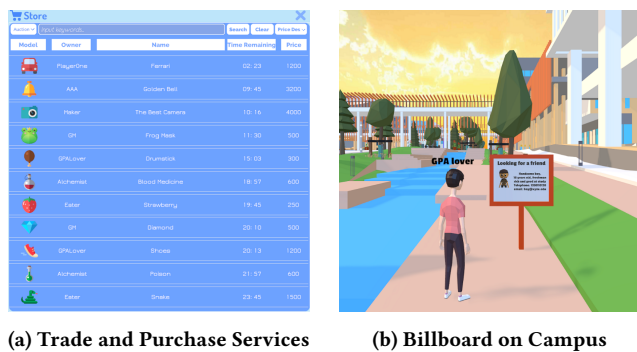 Store
Auction Input keywords... Search Clear Price Dec
Model Owner Name Time Remaining Price
PlayerOne Ferrari 02: 23 1200
AAA Golden Bell 09: 45 3200
Maker The Best Camera 10: 16 4000
GM Frog Mask 11: 30 500
GPALover Drumstick 15: 03 300
Alchemist Blood Medicine 18: 57 600
Eater Strawberry 19: 45 250
GM Diamond 20: 10 500
GPALover Shoes 20: 13 1200
Alchemist Poison 21: 57 600
Eater Snake 23: 45 1500
(a) Trade and Purchase Services
GPA lover
Looking for a friend
(b) Billboard on Campus